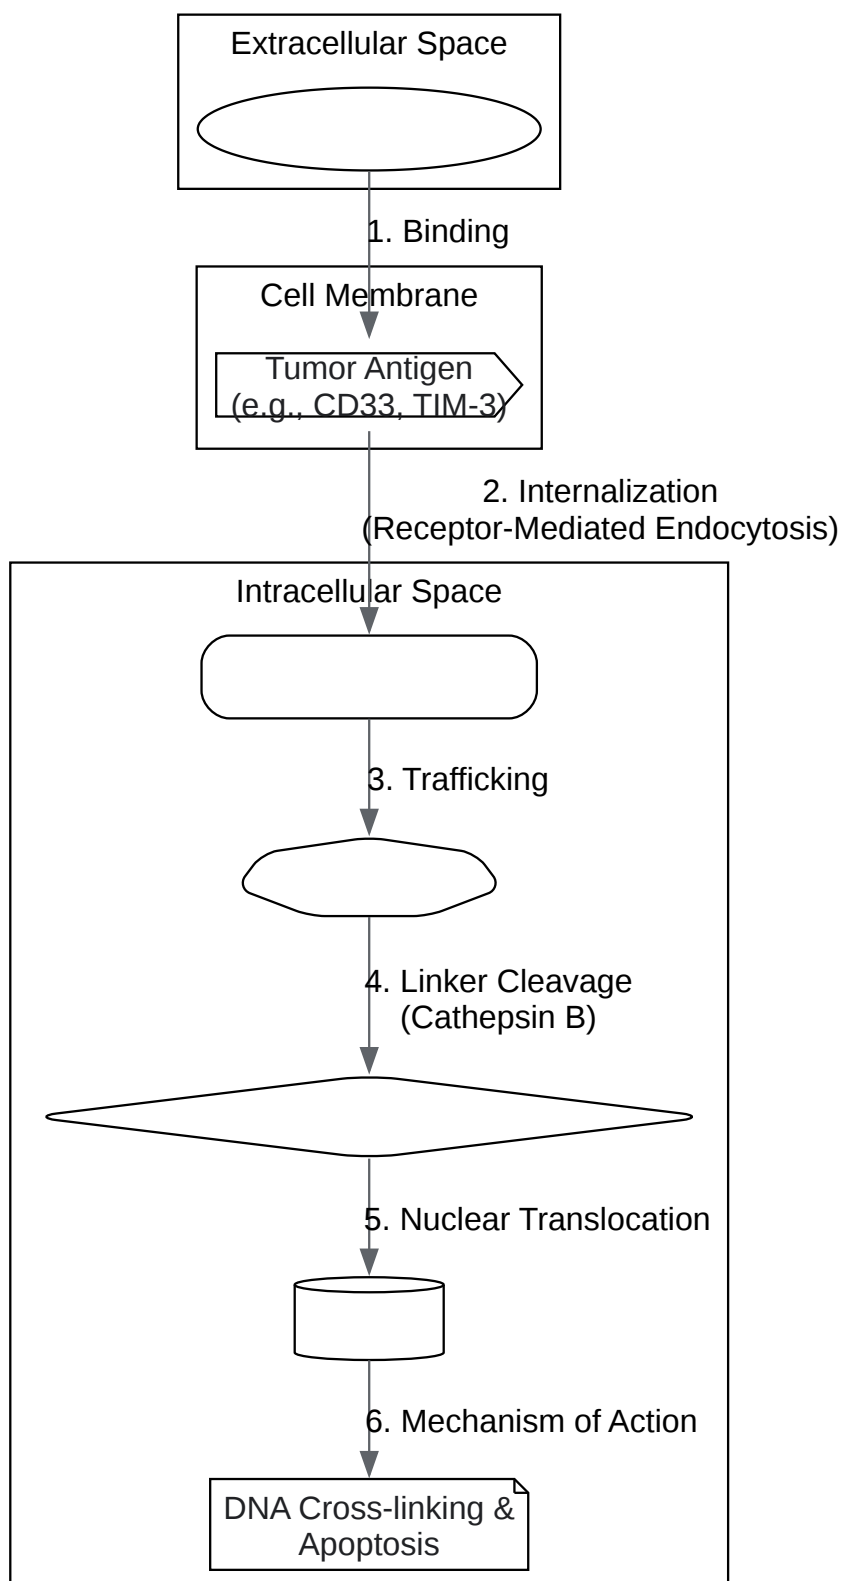 Extracellular Space
1. Binding
Cell Membrane
Tumor Antigen
(e.g., CD33, TIM-3)
2. Internalization
(Receptor-Mediated Endocytosis)
Intracellular Space
3. Trafficking
4. Linker Cleavage
(Cathepsin B)
5. Nuclear Translocation
6. Mechanism of Action
DNA Cross-linking &
Apoptosis